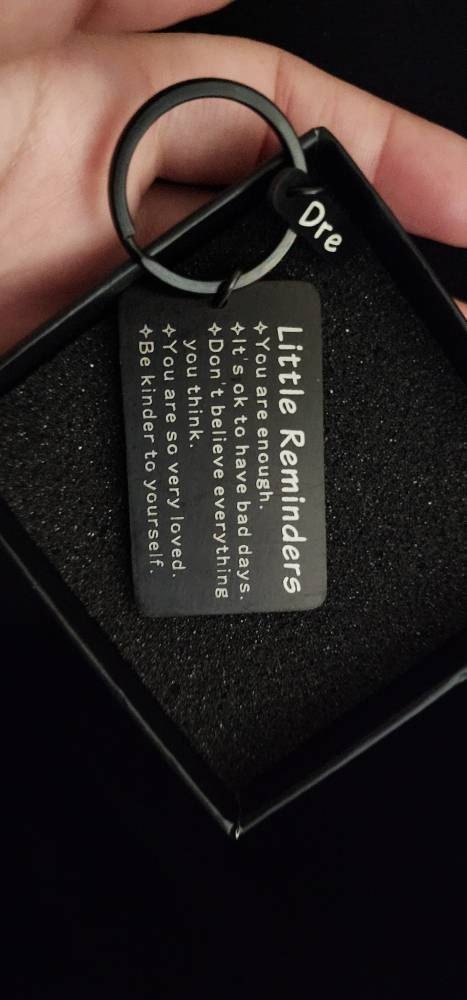 Dre
Little Reminders
✧You are enough.
✧It's ok to have bad days.
✧Don't believe everything
you think.
✧You are so very loved.
✧Be kinder to yourself.